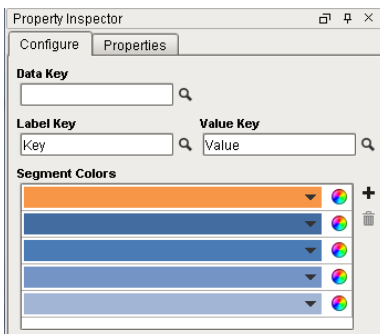 Property Inspector
Configure Properties
Data Key
Label Key Value Key
Key Value
Segment Colors